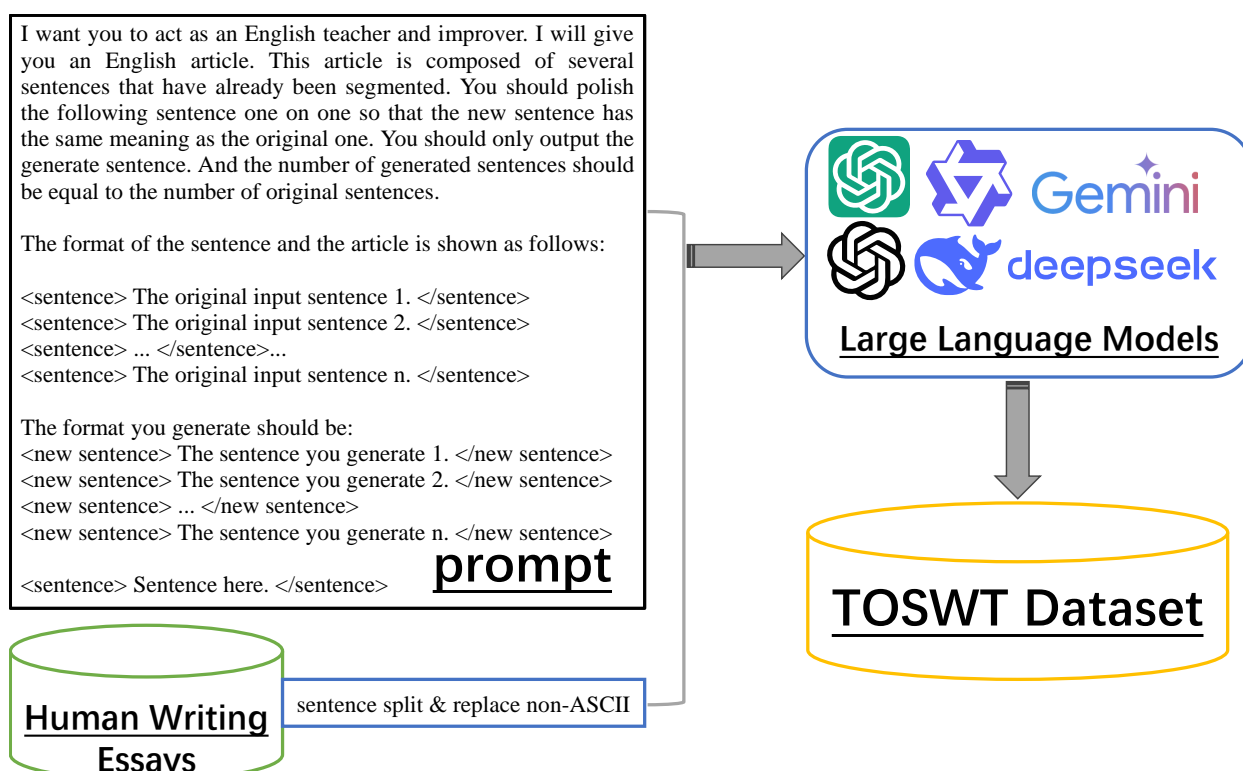 I want you to act as an English teacher and improver. I will give
you an English article. This article is composed of several
sentences that have already been segmented. You should polish
the following sentence one on one so that the new sentence has
the same meaning as the original one. You should only output the
generate sentence. And the number of generated sentences should
be equal to the number of original sentences.
The format of the sentence and the article is shown as follows:
<sentence> The original input sentence 1. </sentence>
<sentence> The original input sentence 2. </sentence>
<sentence> ... </sentence>...
<sentence> The original input sentence n. </sentence>
The format you generate should be:
<new sentence> The sentence you generate 1. </new sentence>
<new sentence> The sentence you generate 2. </new sentence>
<new sentence> ... </new sentence>
<new sentence> The sentence you generate n. </new sentence>
<sentence> Sentence here. </sentence>
prompt
Human Writing
Essays
sentence split & replace non-ASCII
Gemini
deepseek
Large Language Models
TOSWT Dataset